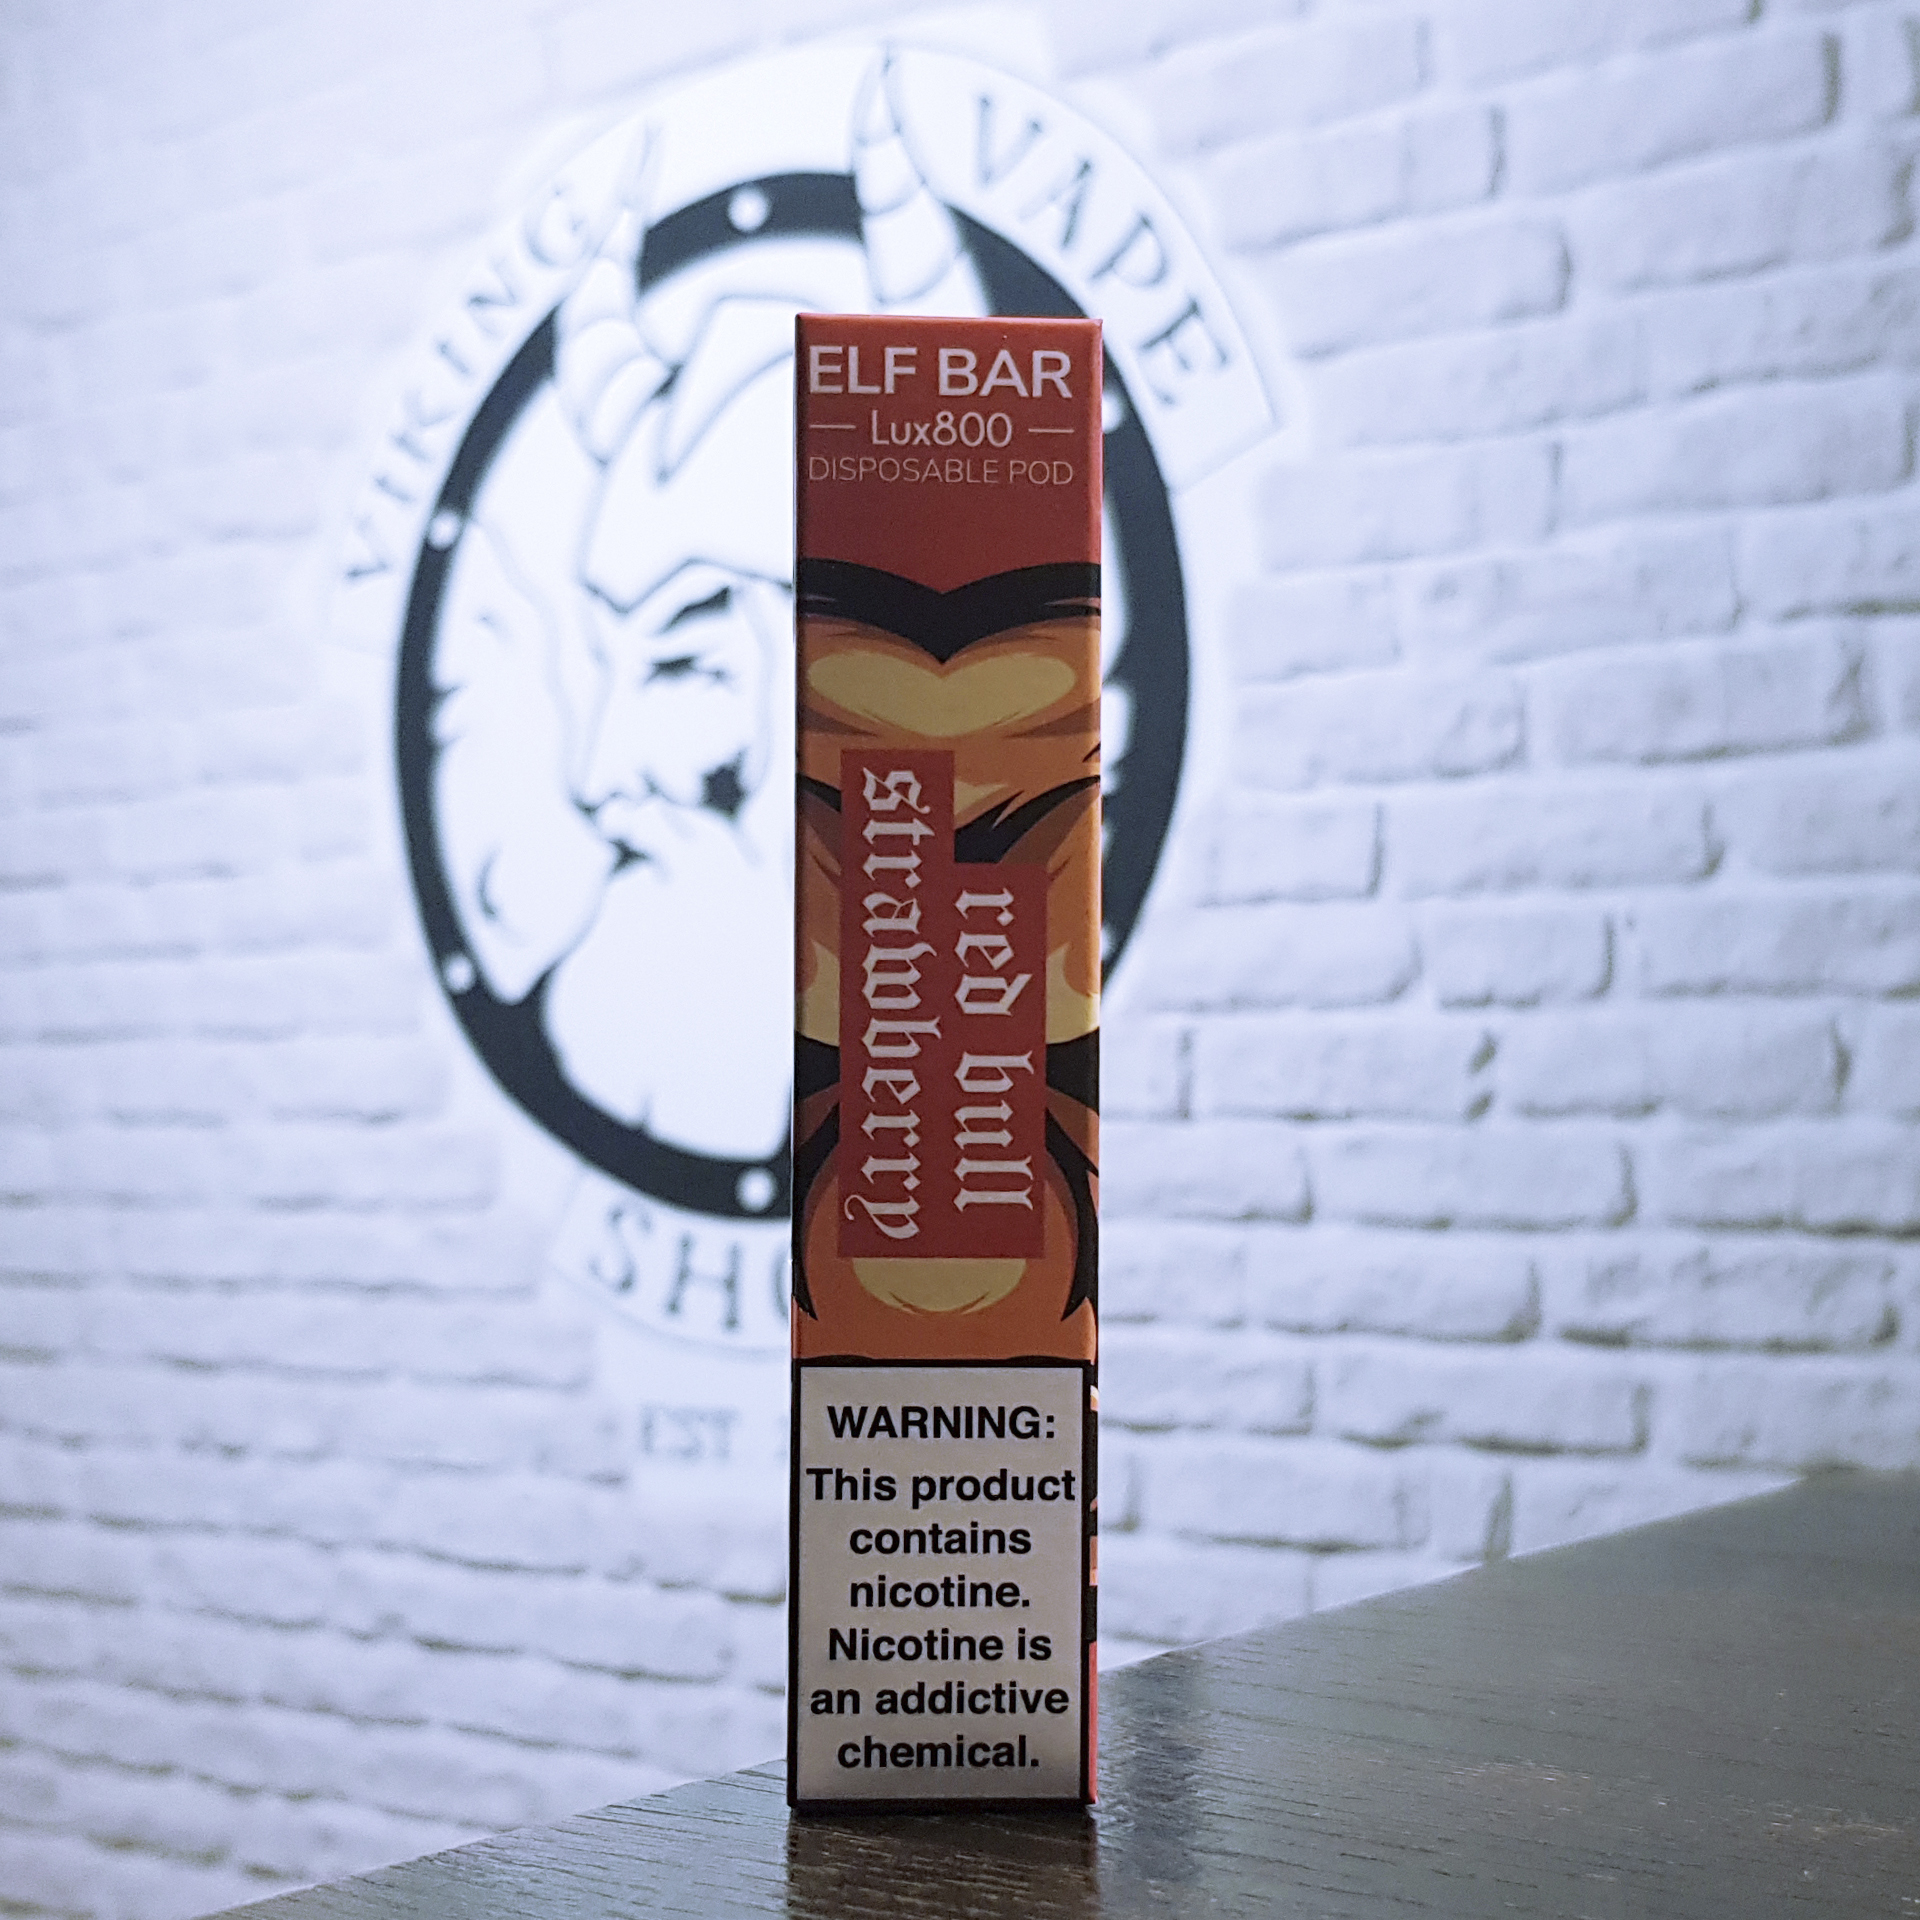 VIKING VAPE
ELF BAR
Lux800
DISPOSABLE POD
Strawberry
red bull
WARNING:
This product
contains
nicotine.
Nicotine is
an addictive
chemical.
EST